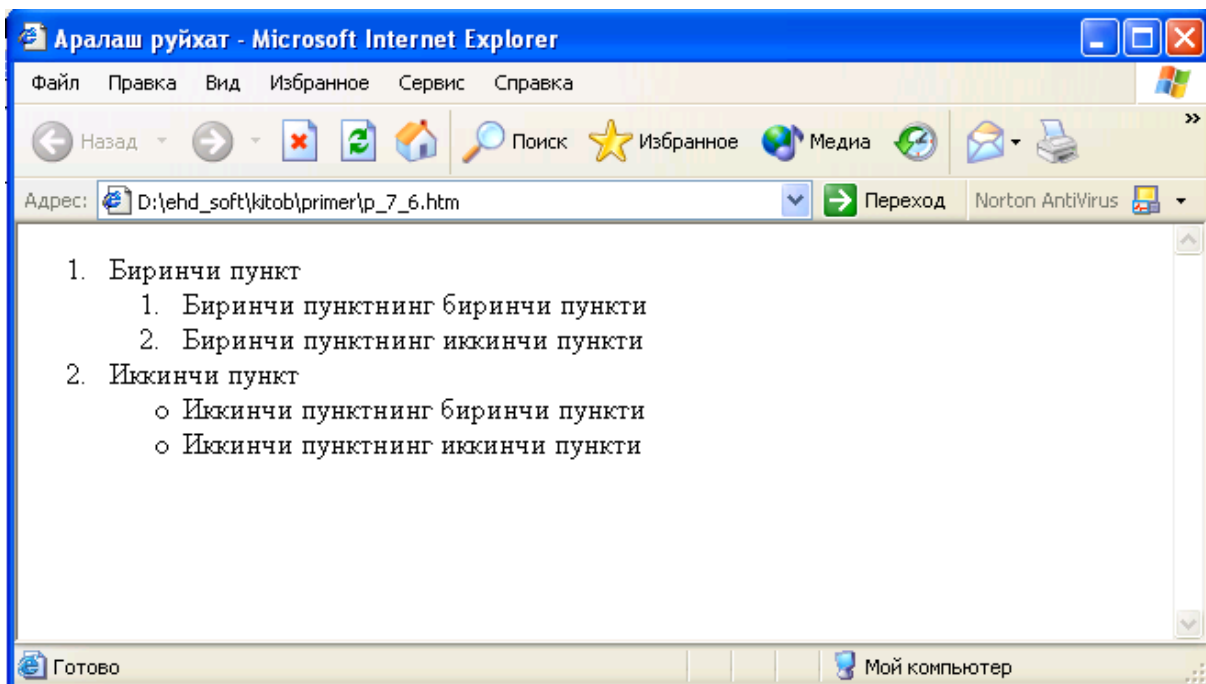 Аралаш руйхат - Microsoft Internet Explorer
Файл Правка Вид Избранное Сервис Справка
Назад Поиск Избранное Медиа »
Адрес: D:\ehd_soft\kitob\primer\p_7_6.htm Переход Norton AntiVirus
1. Биринчи пункт
1. Биринчи пунктнинг биринчи пункти
2. Биринчи пунктнинг иккинчи пункти
2. Иккинчи пункт
o Иккинчи пунктнинг биринчи пункти
o Иккинчи пунктнинг иккинчи пункти
Готово Мой компьютер